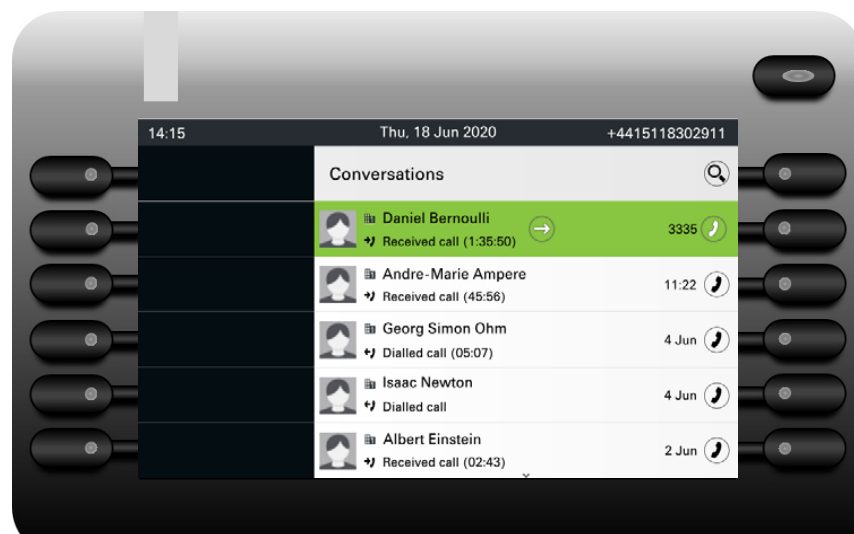 14:15 Thu, 18 Jun 2020 +4415118302911
Conversations
Daniel Bernoulli
Received call (1:35:50) 3335
Andre-Marie Ampere
Received call (45:56) 11:22
Georg Simon Ohm
Dialled call (05:07) 4 Jun
Isaac Newton
Dialled call 4 Jun
Albert Einstein
Received call (02:43) 2 Jun